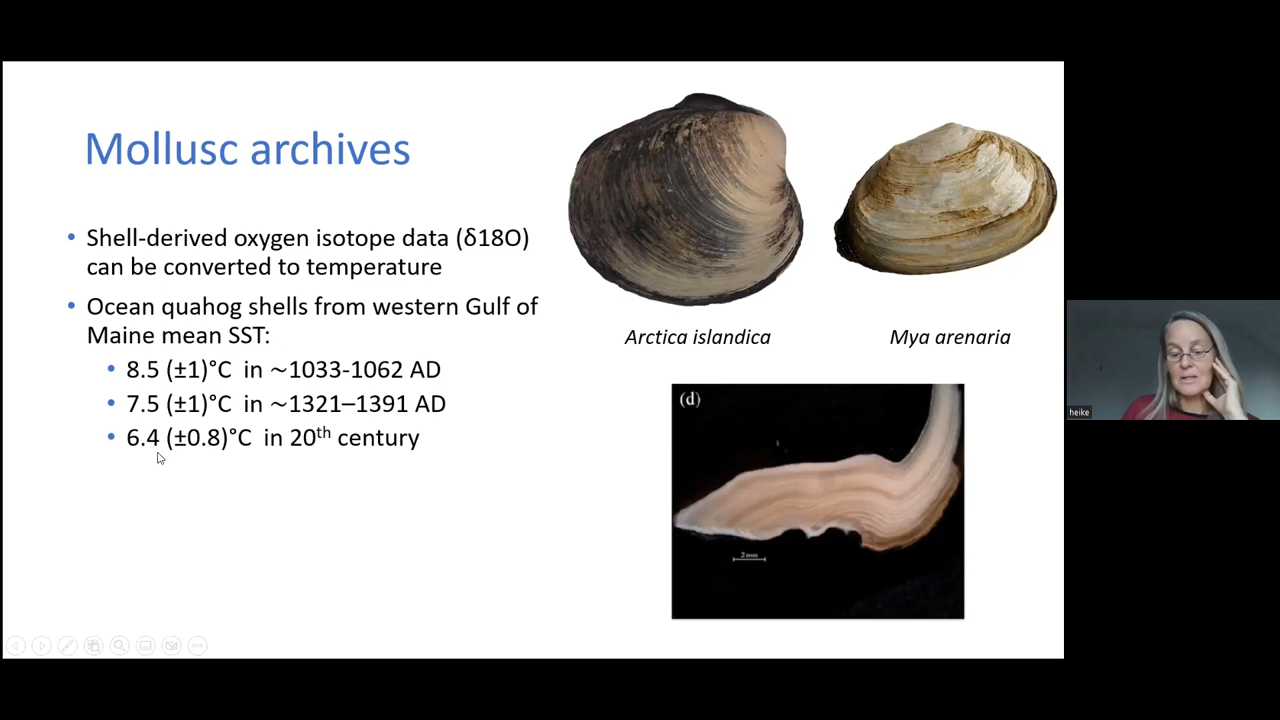 Mollusc archives
• Shell-derived oxygen isotope data (δ18O)
can be converted to temperature
• Ocean quahog shells from western Gulf of
Maine mean SST:
• 8.5 (±1)°C in ~1033-1062 AD
• 7.5 (±1)°C in ~1321–1391 AD
• 6.4 (±0.8)°C in 20th century
Arctica islandica
Mya arenaria
(d)
2 mm
heike